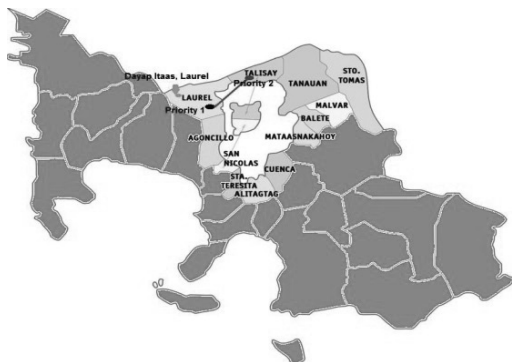 TALISAY
Dayap Itaas, Laurel
Priority 2
STO.
TOMAS
TANAUAN
LAUREL
Priority 1
MALVAR
BALETE
AGONCILLO
MATAASNAKAHOY
SAN
NICOLAS
CUENCA
STA.
TERESITA
ALITAGTAG